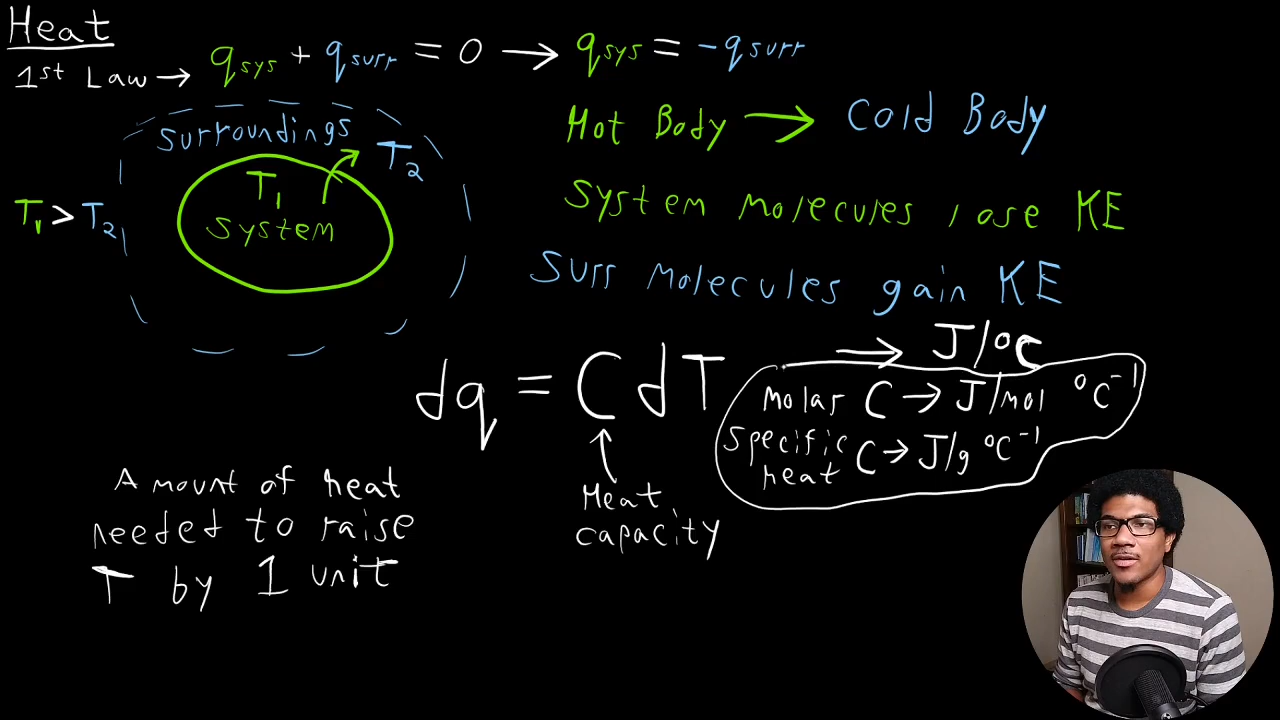 Heat
1st Law → qsys + qsurr = 0 → qsys = -qsurr
Surroundings
T2
T1
System
T1 > T2
Hot Body → Cold Body
System molecules lose KE
Surr molecules gain KE
dq = C dT
⇒ J/°C
Molar C → J/mol °C⁻¹
Specific heat C → J/g °C⁻¹
Heat
capacity
Amount of heat
needed to raise
T by 1 unit